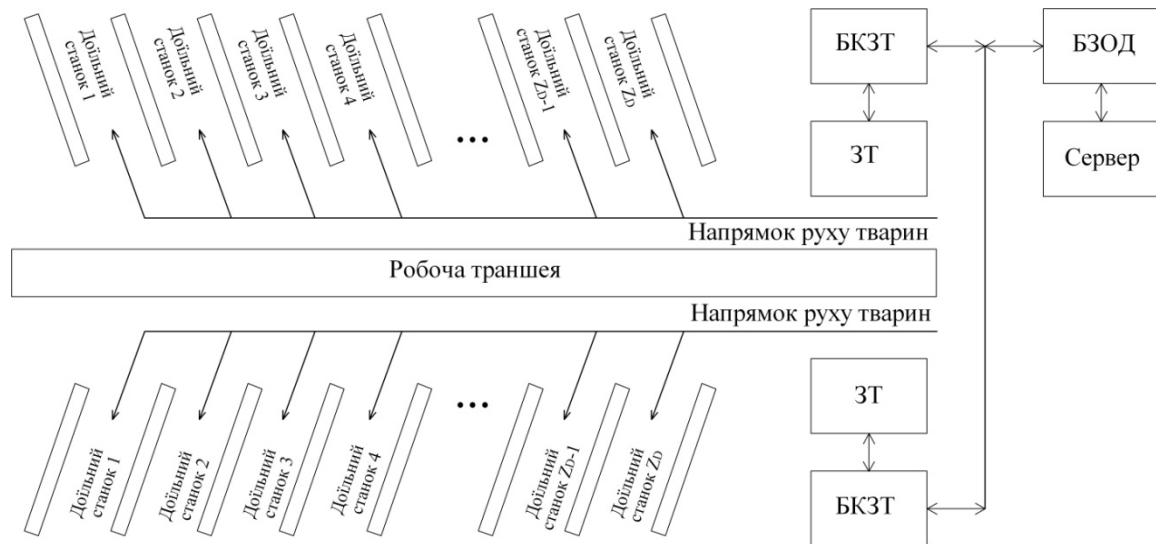 Доїльний
станок 1
Доїльний
станок 2
Доїльний
станок 3
Доїльний
станок 4
...
Доїльний
станок ZD-1
Доїльний
станок ZD
БКЗТ
БЗОД
ЗТ
Сервер
Напрямок руху тварин
Робоча траншея
Напрямок руху тварин
Доїльний
станок 1
Доїльний
станок 2
Доїльний
станок 3
Доїльний
станок 4
...
Доїльний
станок ZD-1
Доїльний
станок ZD
ЗТ
БКЗТ